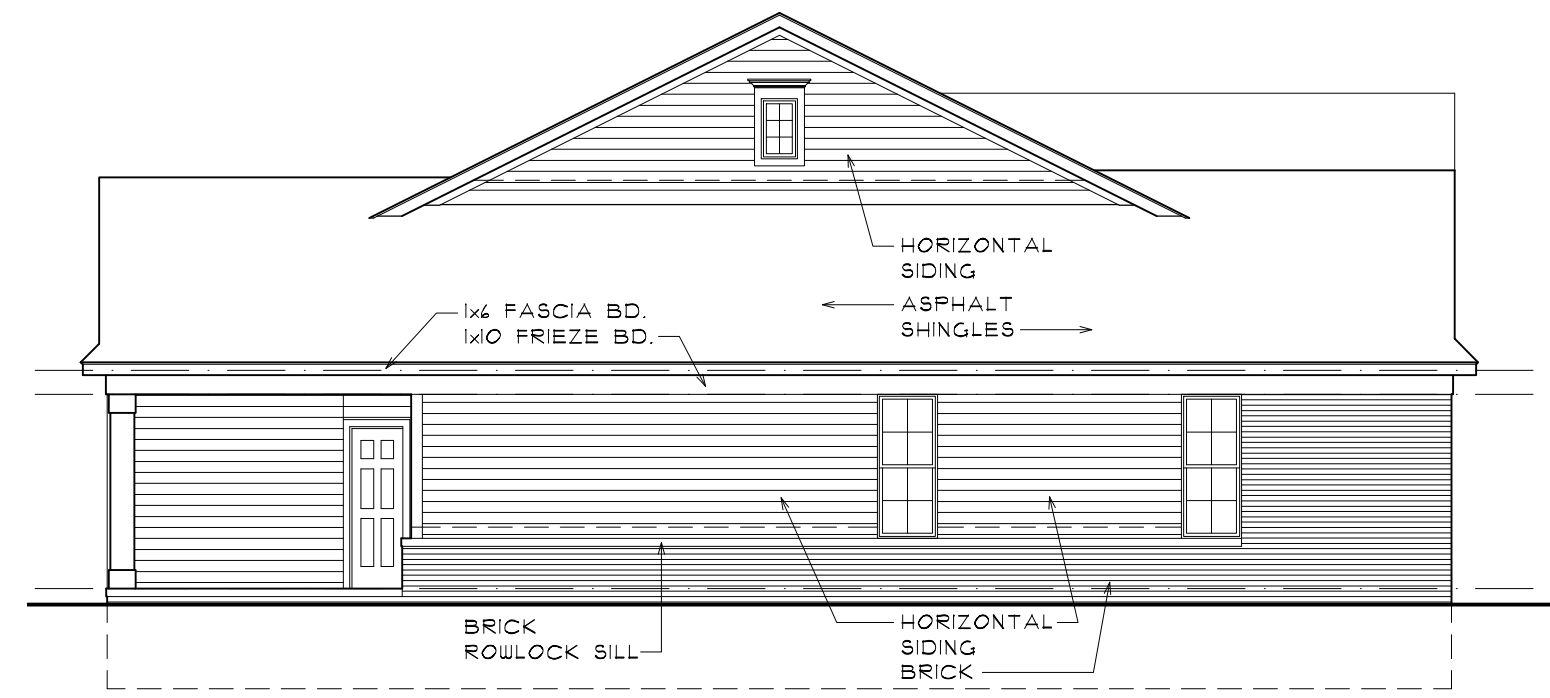 HORIZONTAL
SIDING
ASPHALT
SHINGLES
1x6 FASCIA BD.
1x10 FRIEZE BD.
BRICK
ROWLOCK SILL
HORIZONTAL
SIDING
BRICK